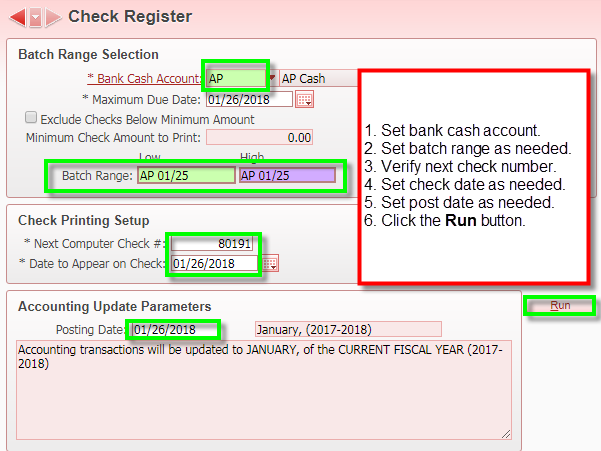 Check Register
Batch Range Selection
* Bank Cash Account: AP AP Cash
* Maximum Due Date: 01/26/2018
Exclude Checks Below Minimum Amount
Minimum Check Amount to Print: 0.00
Low High
Batch Range: AP 01/25 AP 01/25
1. Set bank cash account.
2. Set batch range as needed.
3. Verify next check number.
4. Set check date as needed.
5. Set post date as needed.
6. Click the Run button.
Check Printing Setup
* Next Computer Check #: 80191
* Date to Appear on Check: 01/26/2018
Accounting Update Parameters
Run
Posting Date: 01/26/2018 January, (2017-2018)
Accounting transactions will be updated to JANUARY, of the CURRENT FISCAL YEAR (2017-
2018)